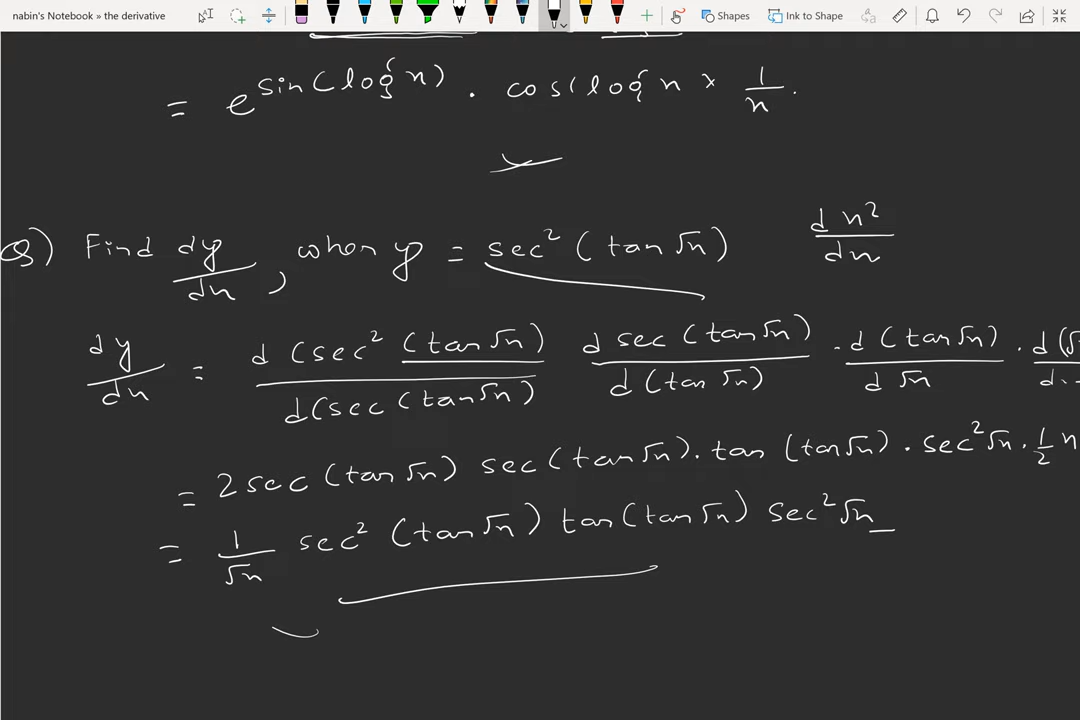 nabin's Notebook » the derivative
Shapes Ink to Shape
= e^sin(log x) . cos(log x × 1/x .
Q) Find dy/dx, when y = sec² (tan √x) d x²/dx
dy/dx = d (sec² (tan √x)/d(sec (tan √x) d sec (tan √x)/d (tan √x) . d (tan √x)/d √x . d (√
= 2 sec (tan √x) sec (tan √x) . tan (tan √x) . sec² √x . 1/2 x
= 1/√x sec² (tan √x) tan (tan √x) sec² √x